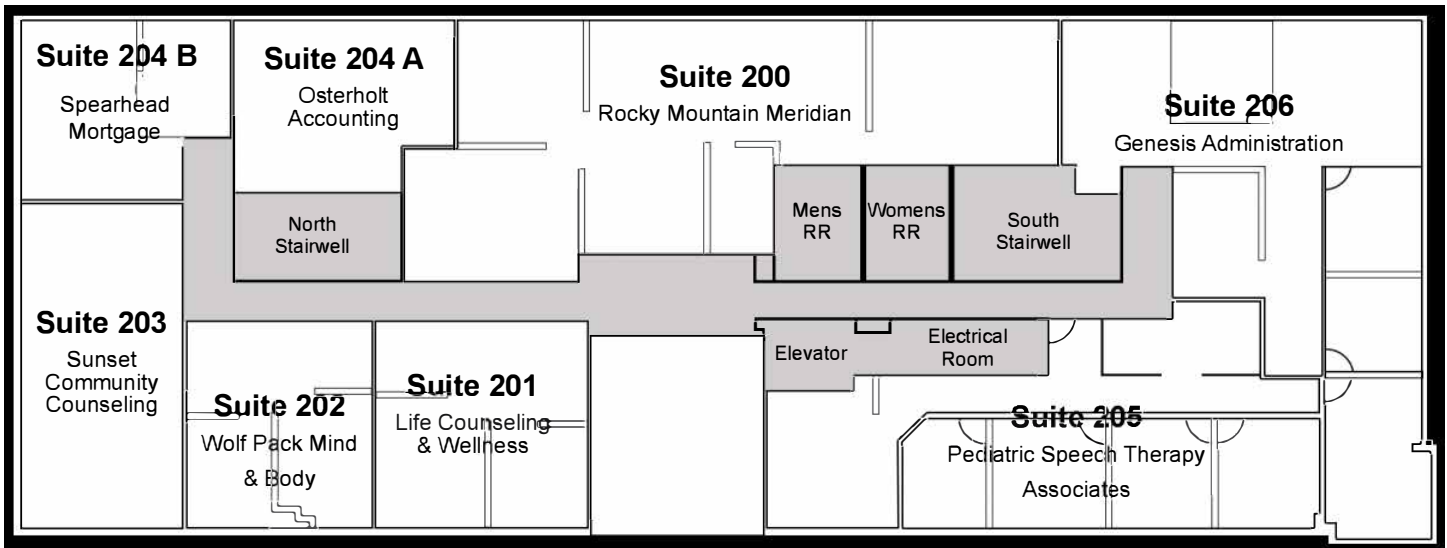 Suite 204 B
Spearhead
Mortgage
Suite 204 A
Osterholt
Accounting
Suite 200
Rocky Mountain Meridian
Suite 206
Genesis Administration
North
Stairwell
Mens
RR
Womens
RR
South
Stairwell
Suite 203
Sunset
Community
Counseling
Suite 202
Wolf Pack Mind
& Body
Suite 201
Life Counseling
& Wellness
Elevator
Electrical
Room
Suite 205
Pediatric Speech Therapy
Associates